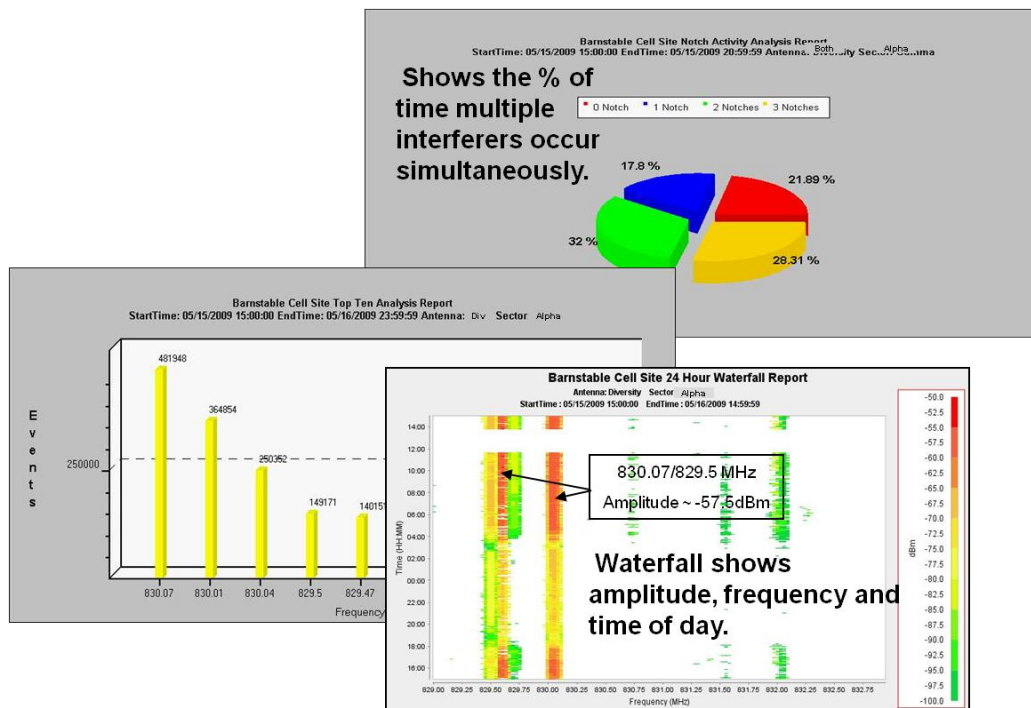 Barnstable Cell Site Notch Activity Analysis Report
StartTime: 05/15/2009 15:00:00 EndTime: 05/15/2009 20:59:59 Antenna: Both Sector Alpha
Shows the % of
time multiple
interferers occur
simultaneously.
0 Notch 1 Notch 2 Notches 3 Notches
17.8 %
21.89 %
32 %
28.31 %
Barnstable Cell Site Top Ten Analysis Report
StartTime: 05/15/2009 15:00:00 EndTime: 05/16/2009 23:59:59 Antenna: Div Sector Alpha
Events
250000
481948
364854
250352
149171
140151
830.07 830.01 830.04 829.5 829.47
Frequency
Barnstable Cell Site 24 Hour Waterfall Report
Antenna: Diversity Sector Alpha
StartTime : 05/15/2009 15:00:00 EndTime : 05/16/2009 14:59:59
Time (HH:MM)
14:00
12:00
10:00
08:00
06:00
04:00
02:00
00:00
22:00
20:00
18:00
16:00
830.07/829.5 MHz
Amplitude ~ -57.5dBm
Waterfall shows
amplitude, frequency and
time of day.
829.00 829.25 829.50 829.75 830.00 830.25 830.50 830.75 831.00 831.25 831.50 831.75 832.00 832.25 832.50 832.75
Frequency (MHz)
dBm
-50.0
-52.5
-55.0
-57.5
-60.0
-62.5
-65.0
-67.5
-70.0
-72.5
-75.0
-77.5
-80.0
-82.5
-85.0
-87.5
-90.0
-92.5
-95.0
-97.5
-100.0